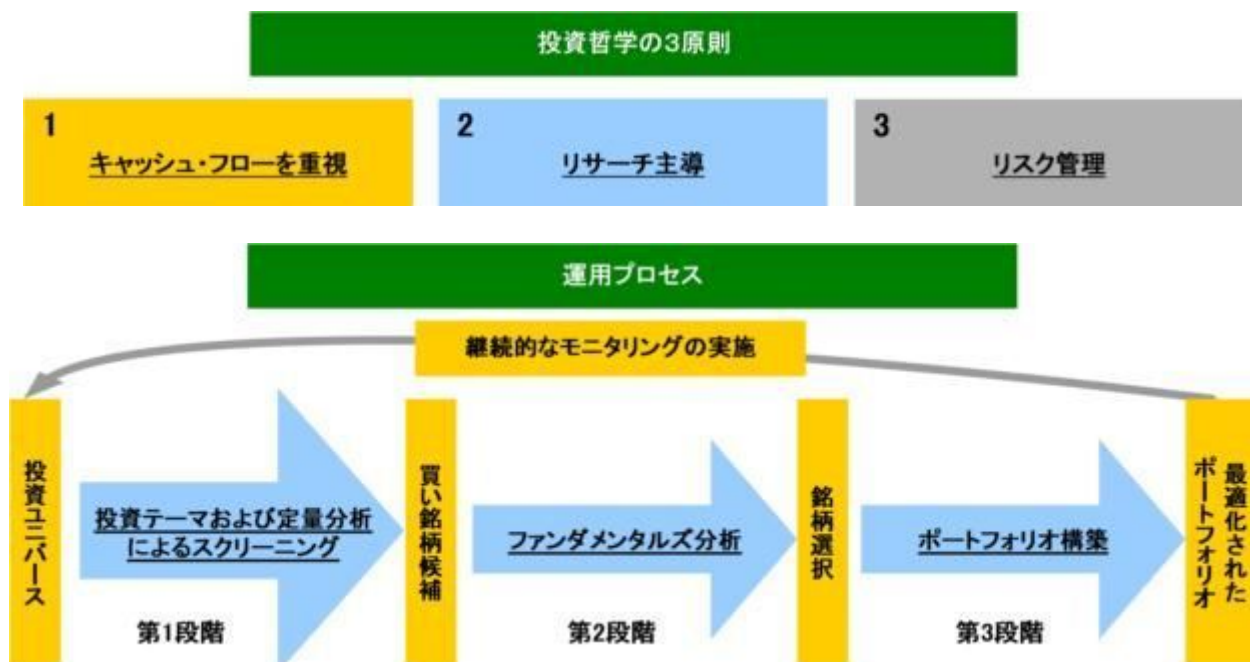 投資哲学の3原則
1
キャッシュ・フローを重視
2
リサーチ主導
3
リスク管理
運用プロセス
継続的なモニタリングの実施
投資ユニバース
投資テーマおよび定量分析
によるスクリーニング
第1段階
買い銘柄候補
ファンダメンタルズ分析
第2段階
銘柄選択
ポートフォリオ構築
第3段階
最適化された
ポートフォリオ